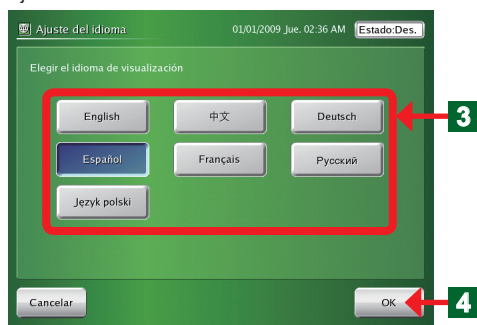 Ajuste del idioma 01/01/2009 Jue. 02:36 AM Estado:Des.
Elegir el idioma de visualización
English 中文 Deutsch 3
Español Français Русский
Język polski
Cancelar OK 4